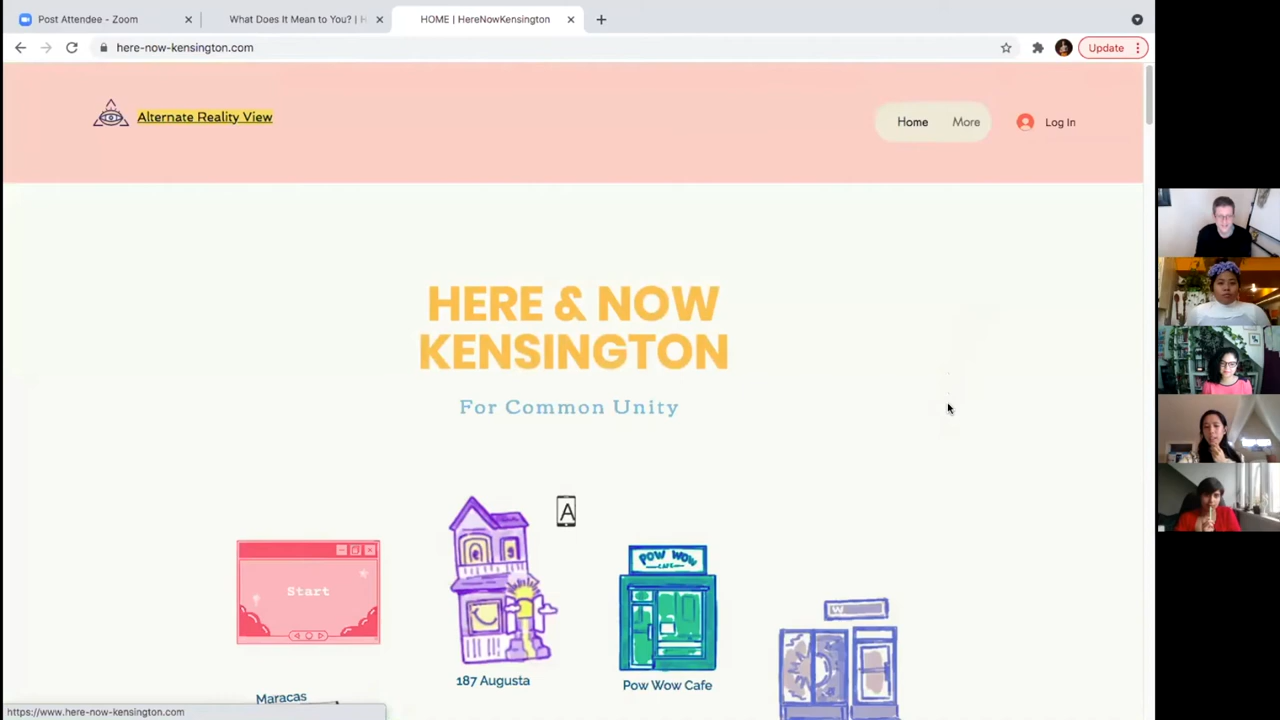 Post Attendee - Zoom
What Does It Mean to You? | H
HOME | HereNowKensington
here-now-kensington.com
Update
Alternate Reality View
Home
More
Log In
HERE & NOW
KENSINGTON
For Common Unity
A
POW WOW
CAFE
Start
W
187 Augusta
Pow Wow Cafe
Maracas
https://www.here-now-kensington.com